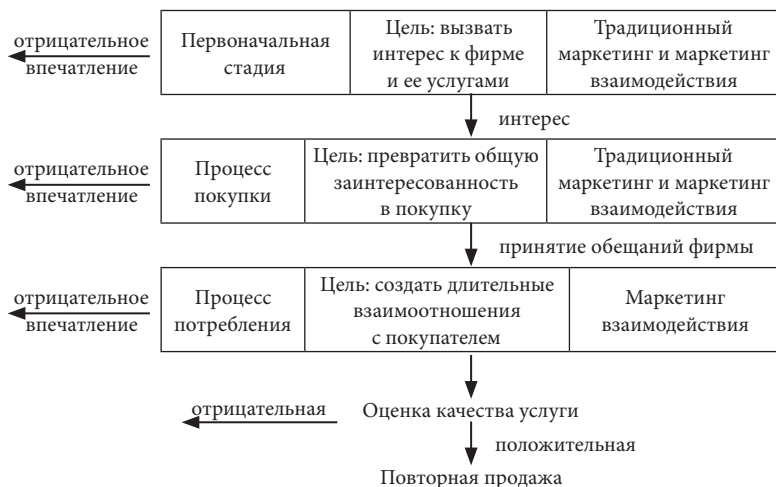 отрицательное
впечатление
Первоначальная
стадия
Цель: вызвать
интерес к фирме
и ее услугами
Традиционный
маркетинг и маркетинг
взаимодействия
интерес
отрицательное
впечатление
Процесс
покупки
Цель: превратить общую
заинтересованность
в покупку
Традиционный
маркетинг и маркетинг
взаимодействия
принятие обещаний фирмы
отрицательное
впечатление
Процесс
потребления
Цель: создать длительные
взаимоотношения
с покупателем
Маркетинг
взаимодействия
отрицательная
Оценка качества услуги
положительная
Повторная продажа